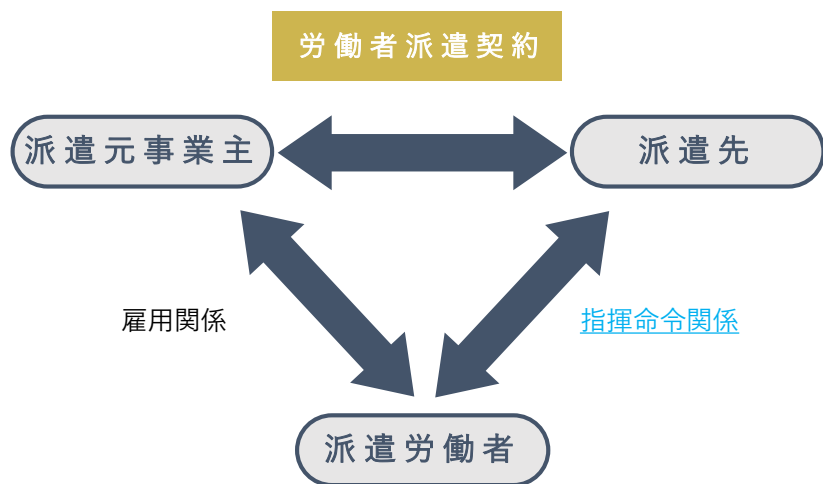 労働者派遣契約
派遣元事業主
派遣先
雇用関係
指揮命令関係
派遣労働者